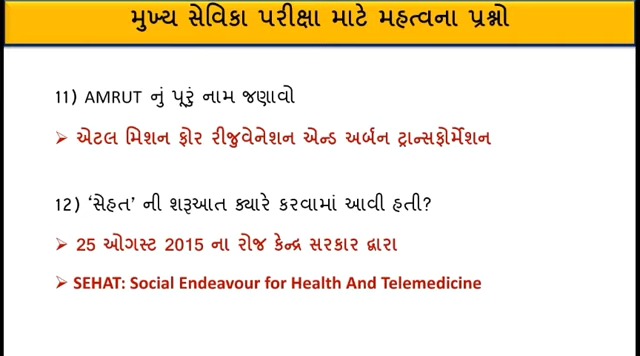 મુખ્ય સેવિકા પરીક્ષા માટે મહત્વના પ્રશ્નો
11) AMRUT નું પૂરું નામ જણાવો
➢ એટલ મિશન ફોર રીજુવેનેશન એન્ડ અર્બન ટ્રાન્સફોર્મેશન
12) ‘સેહત’ ની શરૂઆત ક્યારે કરવામાં આવી હતી?
➢ 25 ઓગસ્ટ 2015 ના રોજ કેન્દ્ર સરકાર દ્વારા
➢ SEHAT: Social Endeavour for Health And Telemedicine